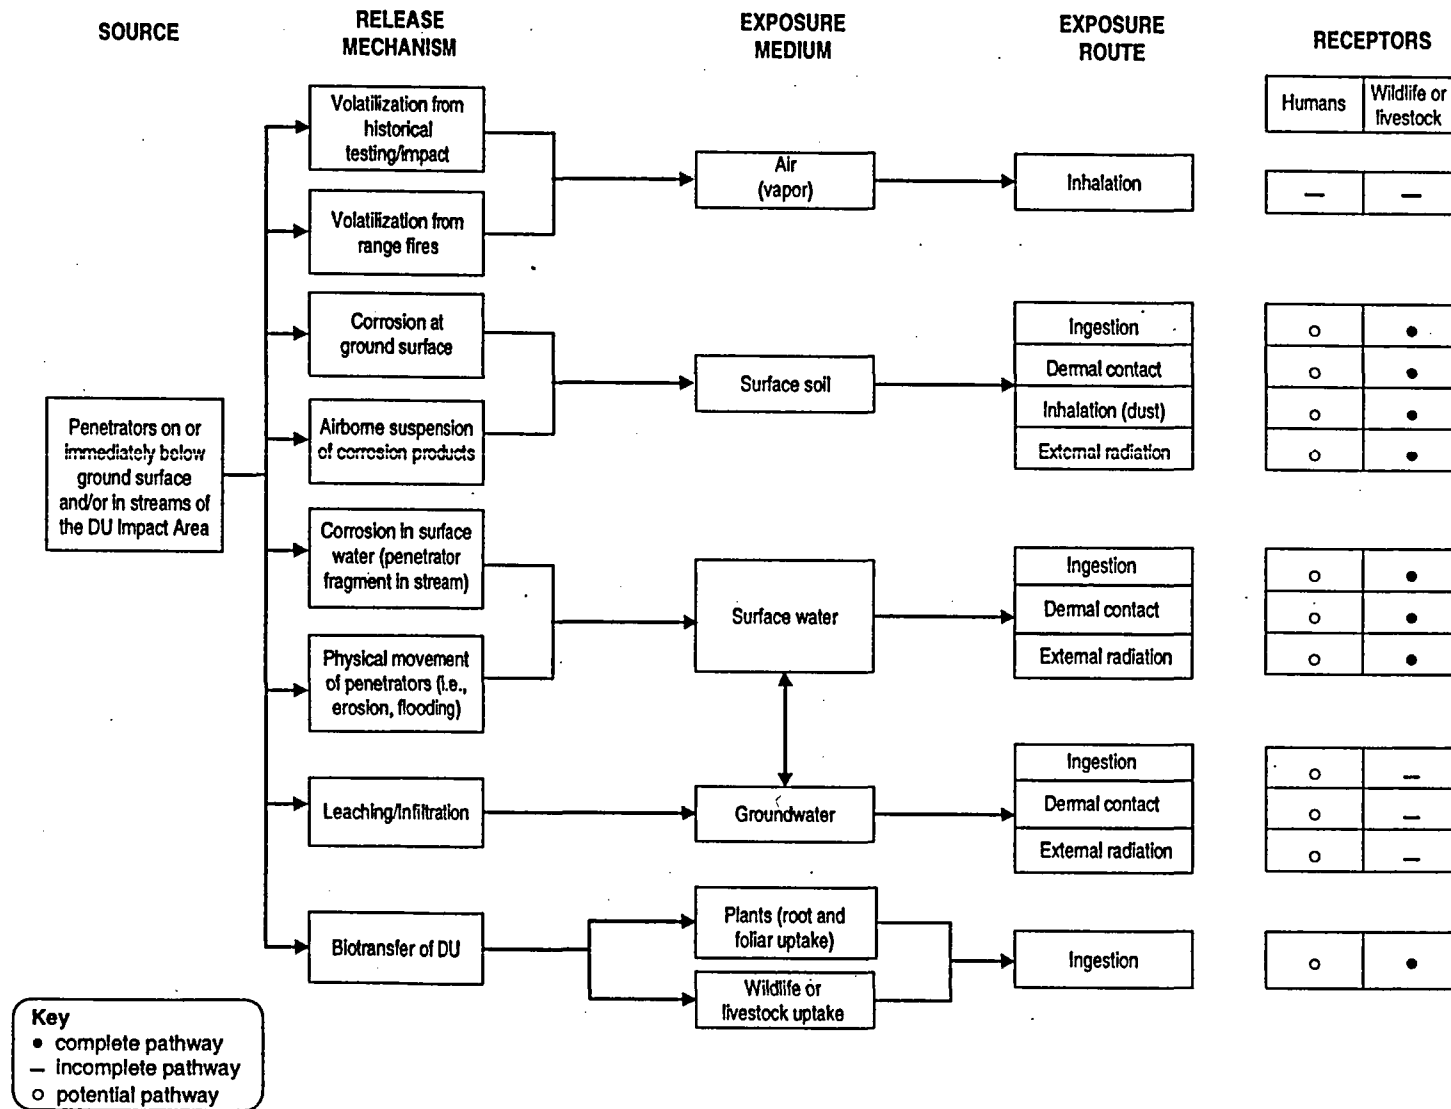 SOURCE
RELEASE
MECHANISM
EXPOSURE
MEDIUM
EXPOSURE
ROUTE
RECEPTORS
Humans
Wildlife or
livestock
Volatilization from
historical
testing/impact
Volatilization from
range fires
Air
(vapor)
Inhalation
–
–
Corrosion at
ground surface
Airborne suspension
of corrosion products
Surface soil
Ingestion
○ ●
Dermal contact
○ ●
Inhalation (dust)
○ ●
External radiation
○ ●
Penetrators on or
immediately below
ground surface
and/or in streams of
the DU Impact Area
Corrosion in surface
water (penetrator
fragment in stream)
Physical movement
of penetrators (i.e.,
erosion, flooding)
Surface water
Ingestion
○ ●
Dermal contact
○ ●
External radiation
○ ●
Leaching/Infiltration
Groundwater
Ingestion
○ –
Dermal contact
○ –
External radiation
○ –
Biotransfer of DU
Plants (root and
foliar uptake)
Wildlife or
livestock uptake
Ingestion
○ ●
Key
● complete pathway
– incomplete pathway
○ potential pathway